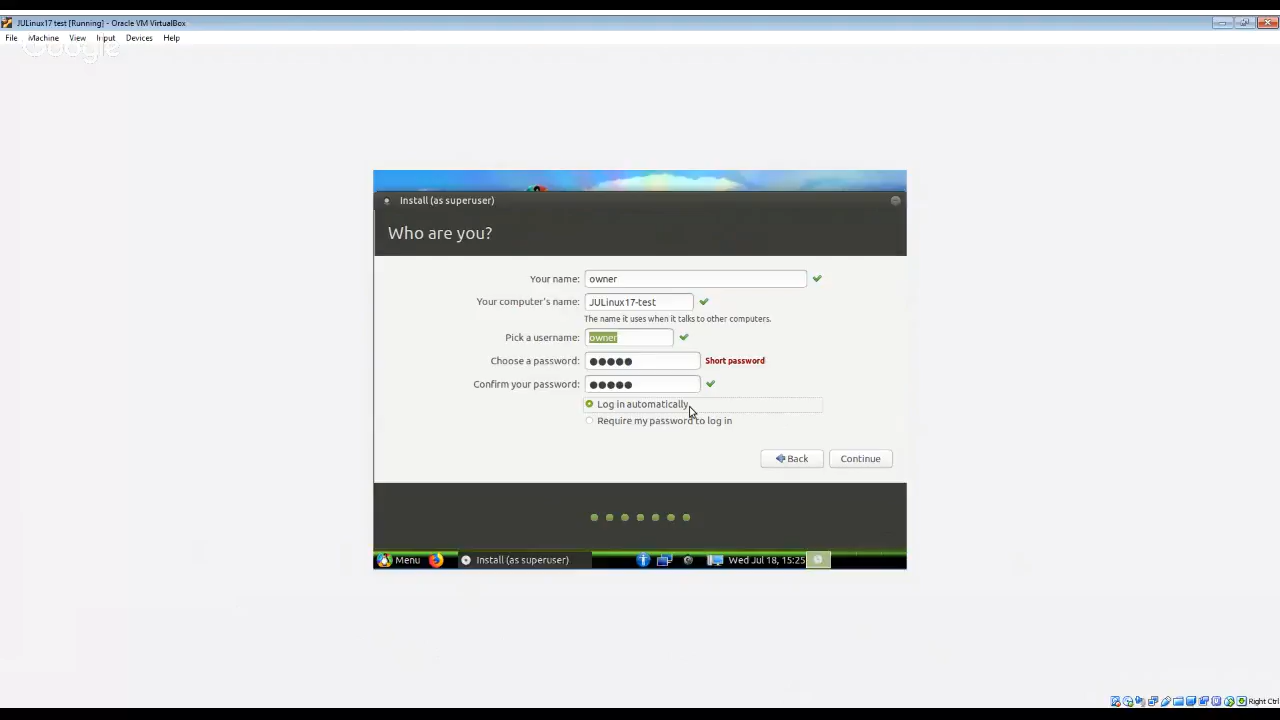 JULinux17 test [Running] - Oracle VM VirtualBox
File Machine View Input Devices Help
Google
Install (as superuser)
Who are you?
Your name: owner
Your computer's name: JULinux17-test
The name it uses when it talks to other computers.
Pick a username: owner
Choose a password: ●●●●● Short password
Confirm your password: ●●●●●
Log in automatically
Require my password to log in
Back Continue
Menu Install (as superuser) Wed Jul 18, 15:25
Right Ctrl